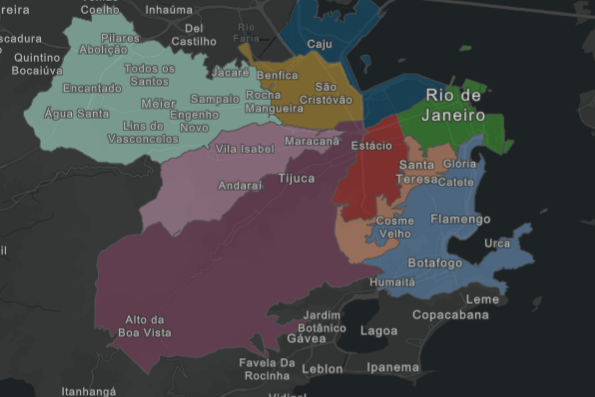 Tomás
Coelho
reira
Inhaúma
Rio
Faria
Del
Castilho
Caju
ascadura
Pilares
Abolição
Quintino
Bocaiúva
Todos os
Santos
Jacaré
Benfica
Encantado
São
Cristóvão
Rio de
Janeiro
Méier
Sampaio
Rocha
Mangueira
Água Santa
Engenho
Novo
Lins de
Vasconcelos
Vila Isabel
Maracanã
Estácio
Santa
Teresa
Glória
Catete
Andaraí
Tijuca
Cosme
Velho
Flamengo
Urca
il
Botafogo
Humaitá
Leme
Copacabana
Alto da
Boa Vista
Jardim
Botânico
Gávea
Lagoa
Favela Da
Rocinha
Leblon
Ipanema
Itanhangá
Vidigal